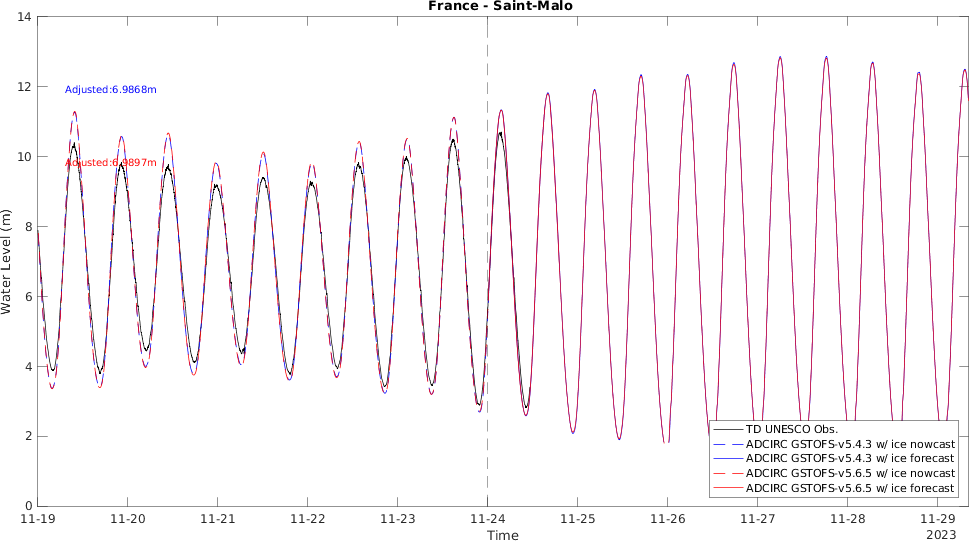 France - Saint-Malo
14
12
10
8
6
4
2
0
Water Level (m)
Adjusted:6.9868m
Adjusted:6.9897m
TD UNESCO Obs.
ADCIRC GSTOFS-v5.4.3 w/ ice nowcast
ADCIRC GSTOFS-v5.4.3 w/ ice forecast
ADCIRC GSTOFS-v5.6.5 w/ ice nowcast
ADCIRC GSTOFS-v5.6.5 w/ ice forecast
11-19 11-20 11-21 11-22 11-23 11-24 11-25 11-26 11-27 11-28 11-29
Time
2023